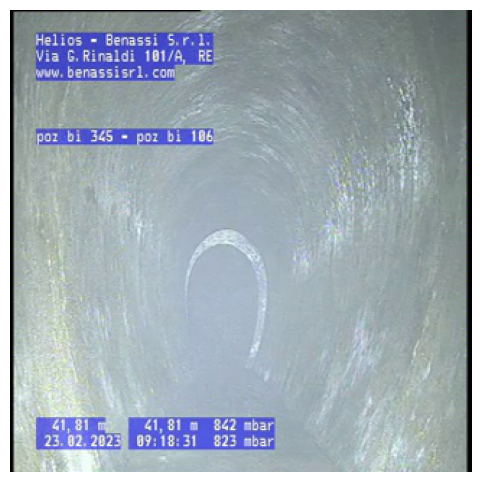 Helios - Benassi S.r.l.
Via G.Rinaldi 101/A, RE
www.benassisrl.com
poz bi 345 - poz bi 106
41,81 m 41,81 m 842 mbar
23.02.2023 09:18:31 823 mbar